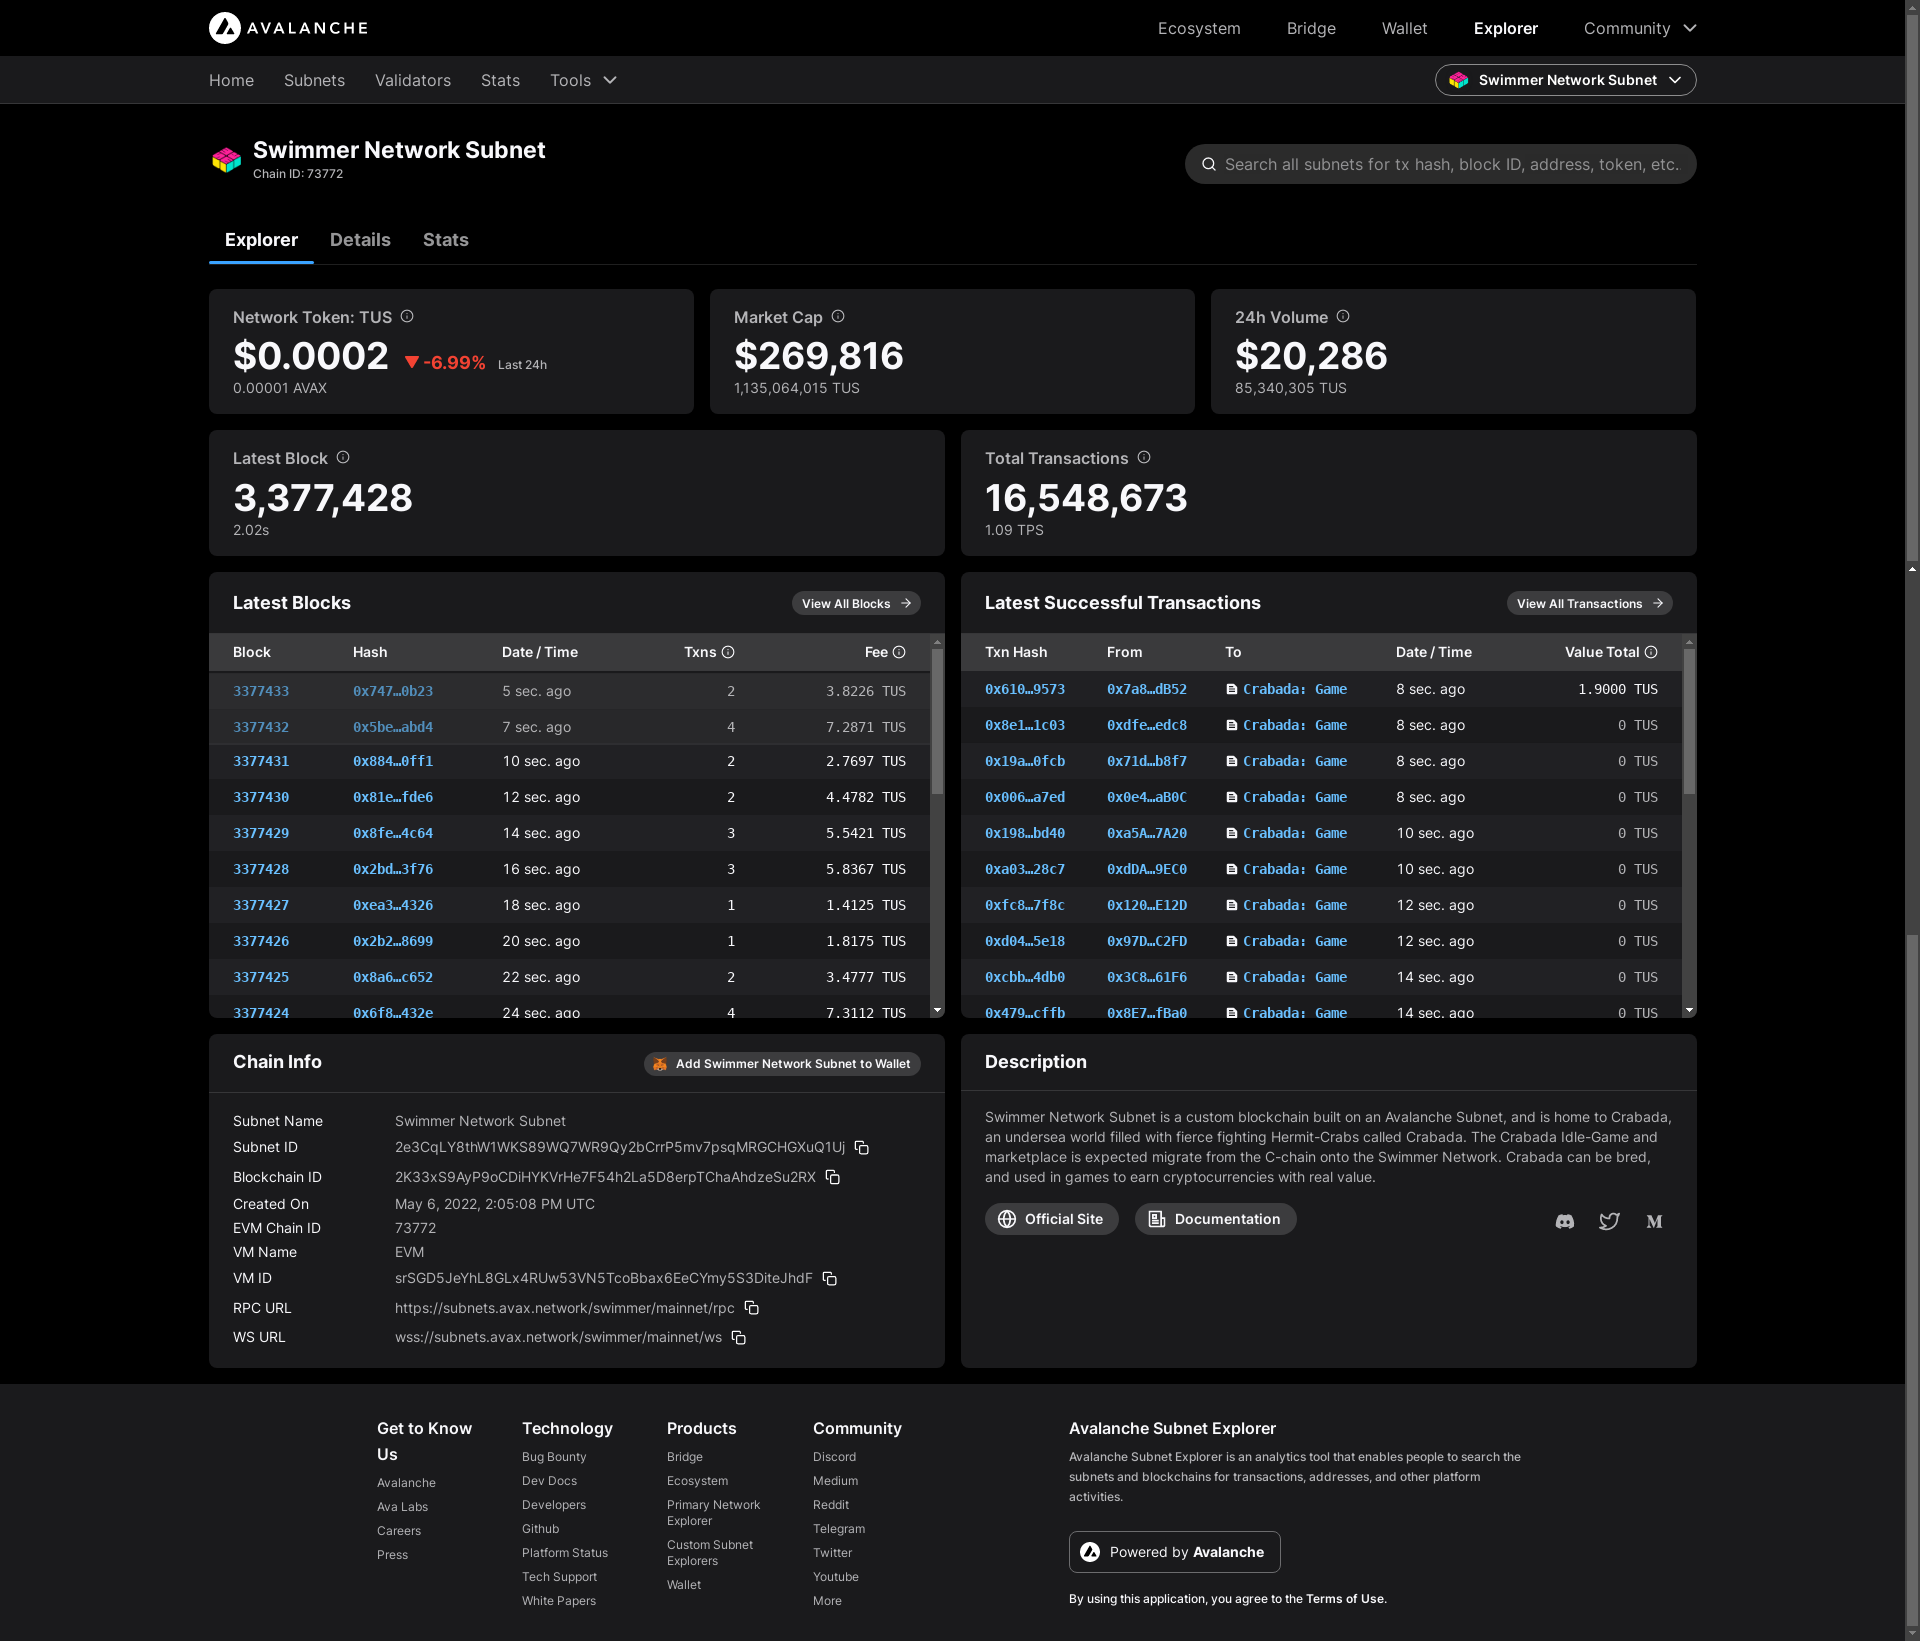 AVALANCHE
Ecosystem Bridge Wallet Explorer Community
Home Subnets Validators Stats Tools
Swimmer Network Subnet
Swimmer Network Subnet
Chain ID: 73772
Search all subnets for tx hash, block ID, address, token, etc.
Explorer Details Stats
Network Token: TUS
$0.0002 -6.99% Last 24h
0.00001 AVAX
Market Cap
$269,816
1,135,064,015 TUS
24h Volume
$20,286
85,340,305 TUS
Latest Block
3,377,428
2.02s
Total Transactions
16,548,673
1.09 TPS
Latest Blocks View All Blocks
Block Hash Date / Time Txns Fee
3377433 0x747…0b23 5 sec. ago 2 3.8226 TUS
3377432 0x5be…abd4 7 sec. ago 4 7.2871 TUS
3377431 0x884…0ff1 10 sec. ago 2 2.7697 TUS
3377430 0x81e…fde6 12 sec. ago 2 4.4782 TUS
3377429 0x8fe…4c64 14 sec. ago 3 5.5421 TUS
3377428 0x2bd…3f76 16 sec. ago 3 5.8367 TUS
3377427 0xea3…4326 18 sec. ago 1 1.4125 TUS
3377426 0x2b2…8699 20 sec. ago 1 1.8175 TUS
3377425 0x8a6…c652 22 sec. ago 2 3.4777 TUS
3377424 0x6f8…432e 24 sec. ago 4 7.3112 TUS
Latest Successful Transactions View All Transactions
Txn Hash From To Date / Time Value Total
0x610…9573 0x7a8…dB52 Crabada: Game 8 sec. ago 1.9000 TUS
0x8e1…1c03 0xdfe…edc8 Crabada: Game 8 sec. ago 0 TUS
0x19a…0fcb 0x71d…b8f7 Crabada: Game 8 sec. ago 0 TUS
0x006…a7ed 0x0e4…aB0C Crabada: Game 8 sec. ago 0 TUS
0x198…bd40 0xa5A…7A20 Crabada: Game 10 sec. ago 0 TUS
0xa03…28c7 0xdDA…9EC0 Crabada: Game 10 sec. ago 0 TUS
0xfc8…7f8c 0x120…E12D Crabada: Game 12 sec. ago 0 TUS
0xd04…5e18 0x97D…C2FD Crabada: Game 12 sec. ago 0 TUS
0xcbb…4db0 0x3C8…61F6 Crabada: Game 14 sec. ago 0 TUS
0x479…cffb 0x8E7…fBa0 Crabada: Game 14 sec. ago 0 TUS
Chain Info Add Swimmer Network Subnet to Wallet
Subnet Name Swimmer Network Subnet
Subnet ID 2e3CqLY8thW1WKS89WQ7WR9Qy2bCrrP5mv7psqMRGCHGXuQ1Uj
Blockchain ID 2K33xS9AyP9oCDiHYKVrHe7F54h2La5D8erpTChaAhdzeSu2RX
Created On May 6, 2022, 2:05:08 PM UTC
EVM Chain ID 73772
VM Name EVM
VM ID srSGD5JeYhL8GLx4RUw53VN5TcoBbax6EeCYmy5S3DiteJhdF
RPC URL https://subnets.avax.network/swimmer/mainnet/rpc
WS URL wss://subnets.avax.network/swimmer/mainnet/ws
Description
Swimmer Network Subnet is a custom blockchain built on an Avalanche Subnet, and is home to Crabada,
an undersea world filled with fierce fighting Hermit-Crabs called Crabada. The Crabada Idle-Game and
marketplace is expected migrate from the C-chain onto the Swimmer Network. Crabada can be bred,
and used in games to earn cryptocurrencies with real value.
Official Site Documentation
Get to Know
Us
Avalanche
Ava Labs
Careers
Press
Technology
Bug Bounty
Dev Docs
Developers
Github
Platform Status
Tech Support
White Papers
Products
Bridge
Ecosystem
Primary Network
Explorer
Custom Subnet
Explorers
Wallet
Community
Discord
Medium
Reddit
Telegram
Twitter
Youtube
More
Avalanche Subnet Explorer
Avalanche Subnet Explorer is an analytics tool that enables people to search the
subnets and blockchains for transactions, addresses, and other platform
activities.
Powered by Avalanche
By using this application, you agree to the Terms of Use.